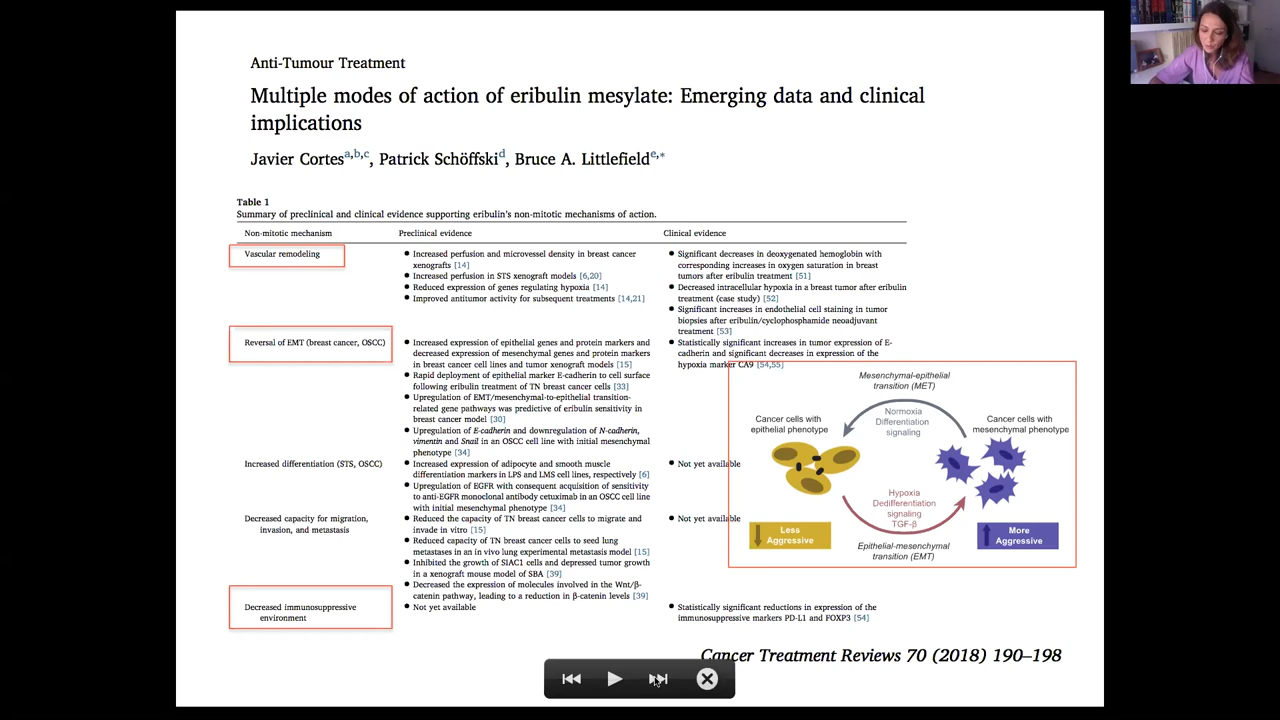 Anti-Tumour Treatment
Multiple modes of action of eribulin mesylate: Emerging data and clinical
implications
Javier Cortesa,b,c, Patrick Schöffskid, Bruce A. Littlefielde,*
Table 1
Summary of preclinical and clinical evidence supporting eribulin's non-mitotic mechanisms of action.
Non-mitotic mechanism
Preclinical evidence
Clinical evidence
Vascular remodeling
● Increased perfusion and microvessel density in breast cancer
xenografts [14]
● Increased perfusion in STS xenograft models [6,20]
● Reduced expression of genes regulating hypoxia [14]
● Improved antitumor activity for subsequent treatments [14,21]
● Significant decreases in deoxygenated hemoglobin with
corresponding increases in oxygen saturation in breast
tumors after eribulin treatment [51]
● Decreased intracellular hypoxia in a breast tumor after eribulin
treatment (case study) [52]
● Significant increases in endothelial cell staining in tumor
biopsies after eribulin/cyclophosphamide neoadjuvant
treatment [53]
Reversal of EMT (breast cancer, OSCC)
● Increased expression of epithelial genes and protein markers and
decreased expression of mesenchymal genes and protein markers
in breast cancer cell lines and tumor xenograft models [15]
● Rapid deployment of epithelial marker E-cadherin to cell surface
following eribulin treatment of TN breast cancer cells [33]
● Upregulation of EMT/mesenchymal-to-epithelial transition-
related gene pathways was predictive of eribulin sensitivity in
breast cancer model [30]
● Upregulation of E-cadherin and downregulation of N-cadherin,
vimentin and Snail in an OSCC cell line with initial mesenchymal
phenotype [34]
● Statistically significant increases in tumor expression of E-
cadherin and significant decreases in expression of the
hypoxia marker CA9 [54,55]
Increased differentiation (STS, OSCC)
● Increased expression of adipocyte and smooth muscle
differentiation markers in LPS and LMS cell lines, respectively [6]
● Upregulation of EGFR with consequent acquisition of sensitivity
to anti-EGFR monoclonal antibody cetuximab in an OSCC cell line
with initial mesenchymal phenotype [34]
● Not yet available
Decreased capacity for migration,
invasion, and metastasis
● Reduced the capacity of TN breast cancer cells to migrate and
invade in vitro [15]
● Reduced capacity of TN breast cancer cells to seed lung
metastases in an in vivo lung experimental metastasis model [15]
● Inhibited the growth of SIAC1 cells and depressed tumor growth
in a xenograft mouse model of SBA [39]
● Decreased the expression of molecules involved in the Wnt/β-
catenin pathway, leading to a reduction in β-catenin levels [39]
● Not yet available
Decreased immunosuppressive
environment
● Not yet available
● Statistically significant reductions in expression of the
immunosuppressive markers PD-L1 and FOXP3 [54]
Mesenchymal-epithelial
transition (MET)
Cancer cells with
epithelial phenotype
Normoxia
Differentiation
signaling
Cancer cells with
mesenchymal phenotype
Hypoxia
Dedifferentiation
signaling
TGF-β
Less
Aggressive
More
Aggressive
Epithelial-mesenchymal
transition (EMT)
Cancer Treatment Reviews 70 (2018) 190–198